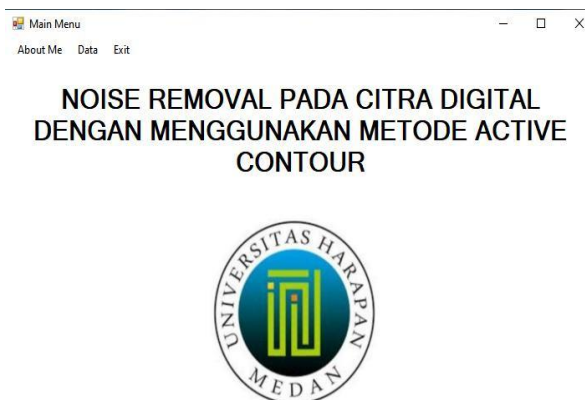 Main Menu
About Me Data Exit
NOISE REMOVAL PADA CITRA DIGITAL
DENGAN MENGGUNAKAN METODE ACTIVE
CONTOUR
UNIVERSITAS HARAPAN
MEDAN